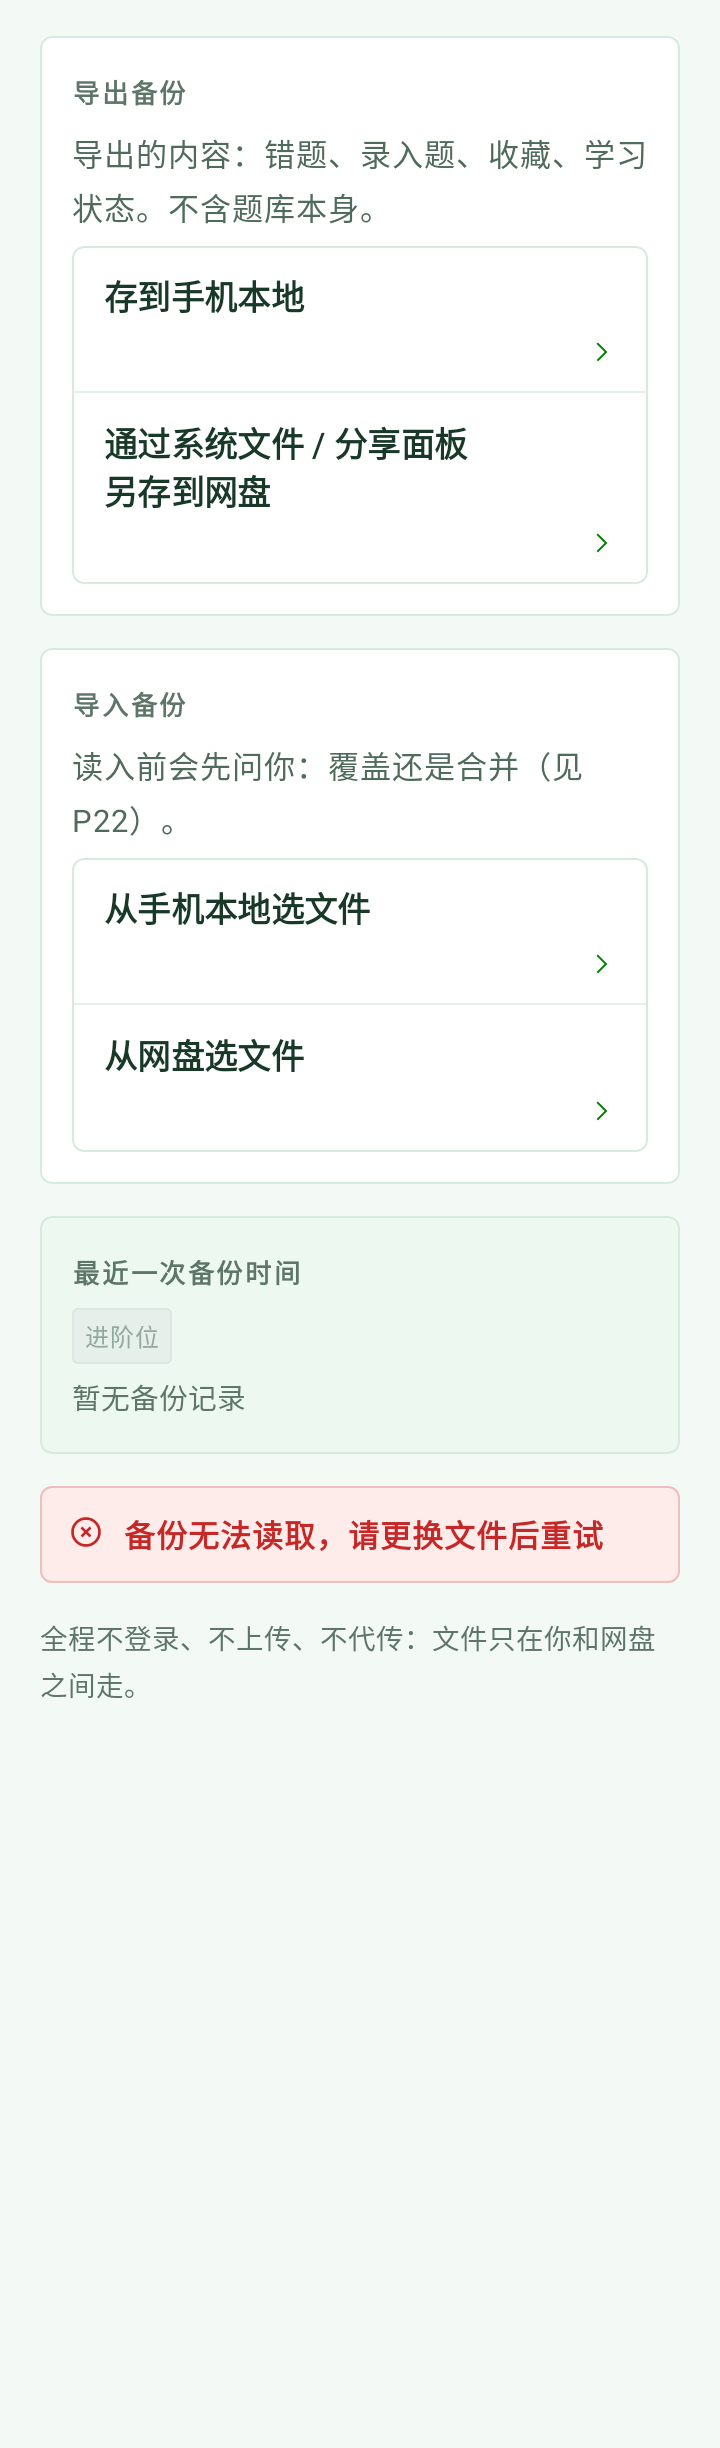 导出备份
导出的内容：错题、录入题、收藏、学习
状态。不含题库本身。
存到手机本地
通过系统文件 / 分享面板
另存到网盘
导入备份
读入前会先问你：覆盖还是合并（见
P22）。
从手机本地选文件
从网盘选文件
最近一次备份时间
进阶位
暂无备份记录
备份无法读取，请更换文件后重试
全程不登录、不上传、不代传：文件只在你和网盘
之间走。